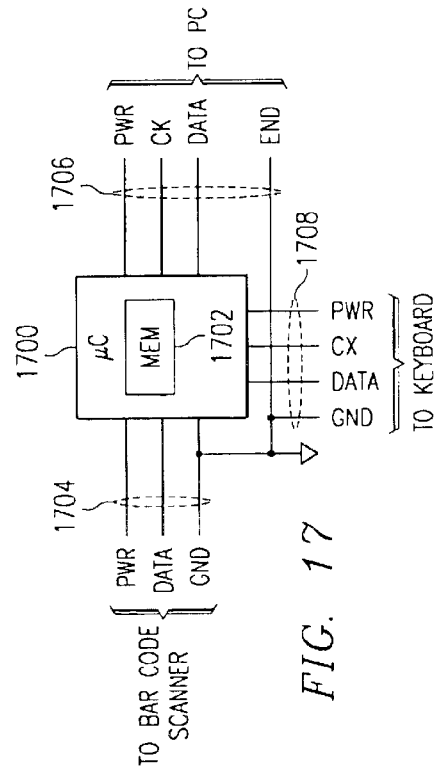 1700
1706
1704
µC
MEM
1702
PWR
DATA
GND
TO BAR CODE
SCANNER
PWR
CK
DATA
END
TO PC
1708
PWR
CX
DATA
GND
TO KEYBOARD
FIG. 17